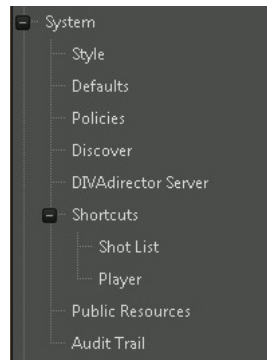 System
Style
Defaults
Policies
Discover
DIVAdirector Server
Shortcuts
Shot List
Player
Public Resources
Audit Trail